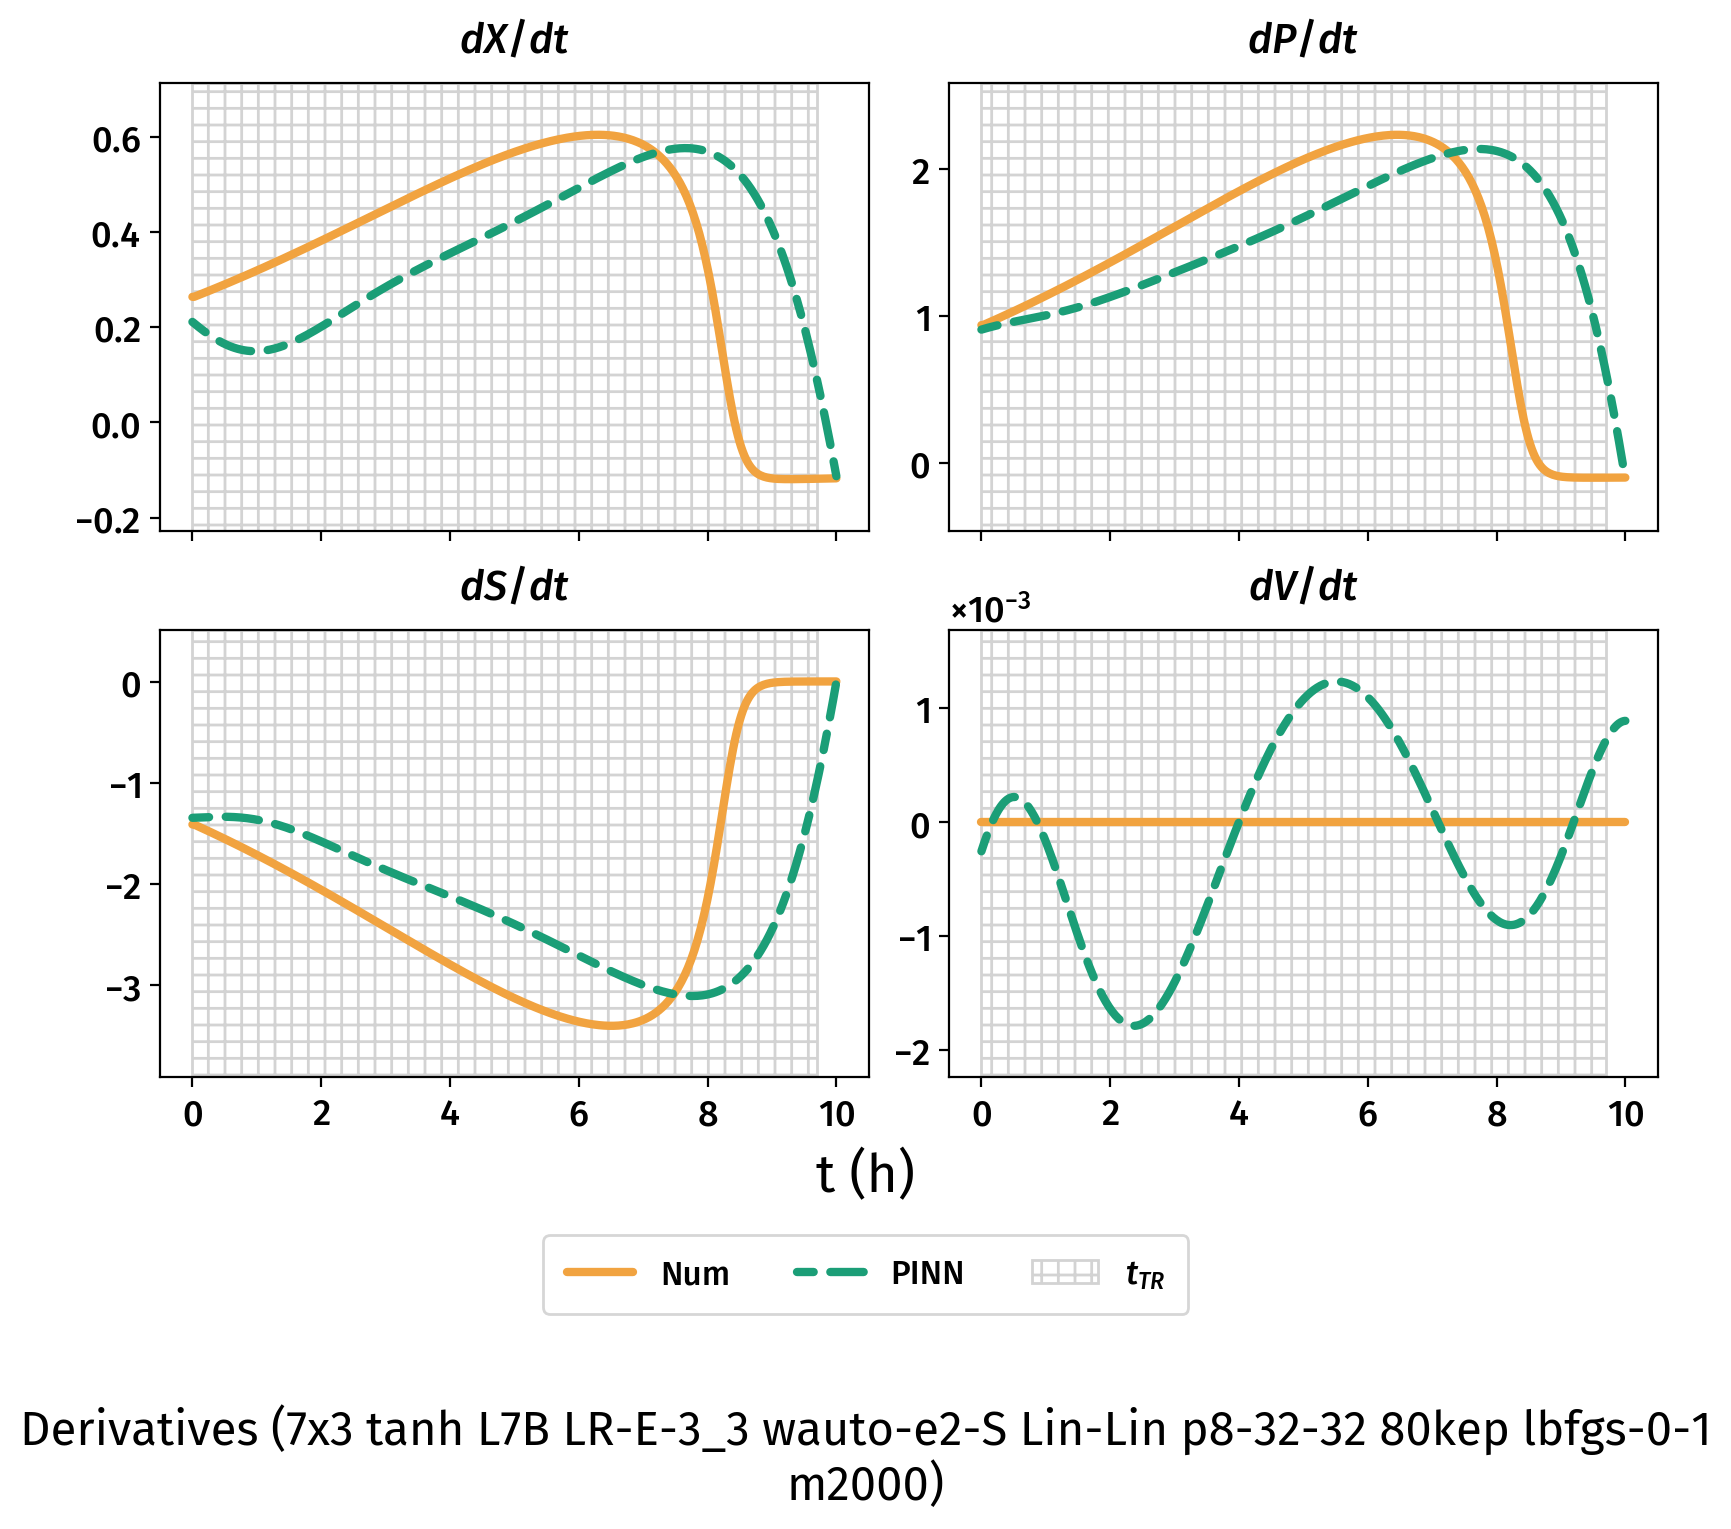 dX/dt
dP/dt
0.6
0.4
0.2
0.0
−0.2
2
1
0
dS/dt
dV/dt
×10⁻³
0
−1
−2
−3
1
0
−1
−2
0 2 4 6 8 10
0 2 4 6 8 10
t (h)
Num PINN t_TR
Derivatives (7x3 tanh L7B LR-E-3_3 wauto-e2-S Lin-Lin p8-32-32 80kep lbfgs-0-1
m2000)